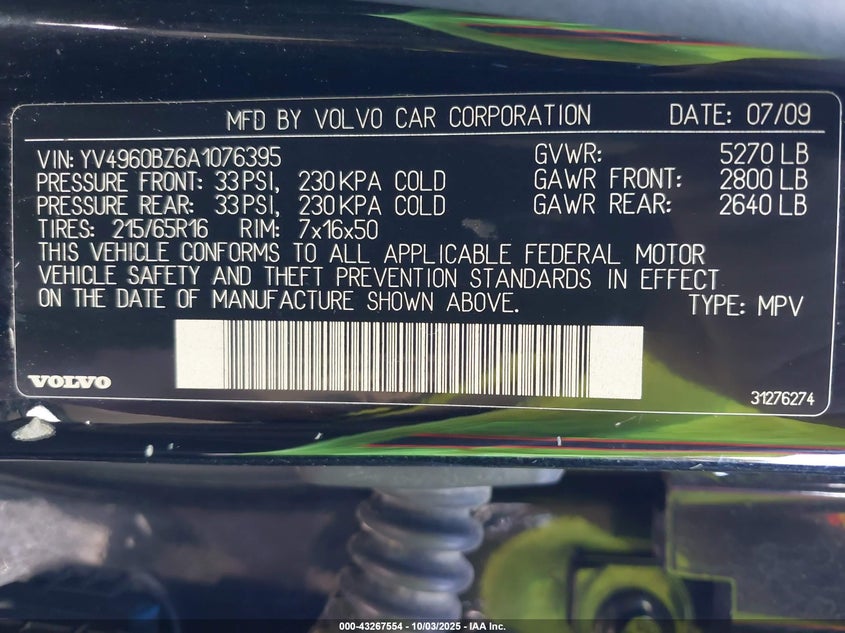 MFD BY VOLVO CAR CORPORATION DATE: 07/09
VIN: YV4960BZ6A1076395 GVWR: 5270 LB
PRESSURE FRONT: 33 PSI, 230 KPA COLD GAWR FRONT: 2800 LB
PRESSURE REAR: 33 PSI, 230 KPA COLD GAWR REAR: 2640 LB
TIRES: 215/65R16 RIM: 7x16x50
THIS VEHICLE CONFORMS TO ALL APPLICABLE FEDERAL MOTOR
VEHICLE SAFETY AND THEFT PREVENTION STANDARDS IN EFFECT
ON THE DATE OF MANUFACTURE SHOWN ABOVE. TYPE: MPV
VOLVO
31276274
000-43267554 - 10/03/2025 - IAA Inc.